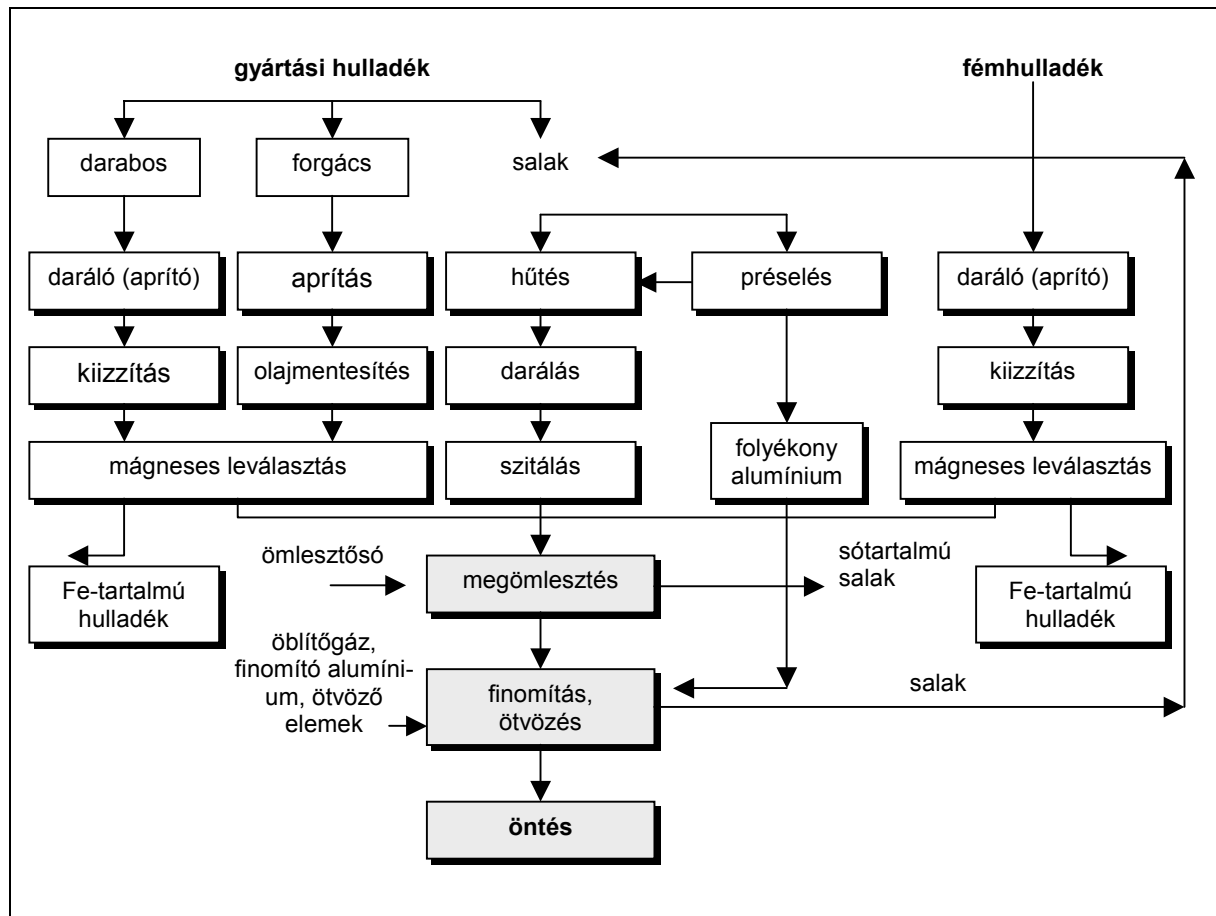 gyártási hulladék
fémhulladék
darabos
forgács
salak
daráló (aprító)
aprítás
hűtés
préselés
daráló (aprító)
kiizzítás
olajmentesítés
darálás
kiizzítás
mágneses leválasztás
szitálás
folyékony
alumínium
mágneses leválasztás
ömlesztősó
megömlesztés
sótartalmú
salak
Fe-tartalmú
hulladék
Fe-tartalmú
hulladék
öblítőgáz,
finomító alumíni-
um, ötvöző
elemek
finomítás,
ötvözés
salak
öntés